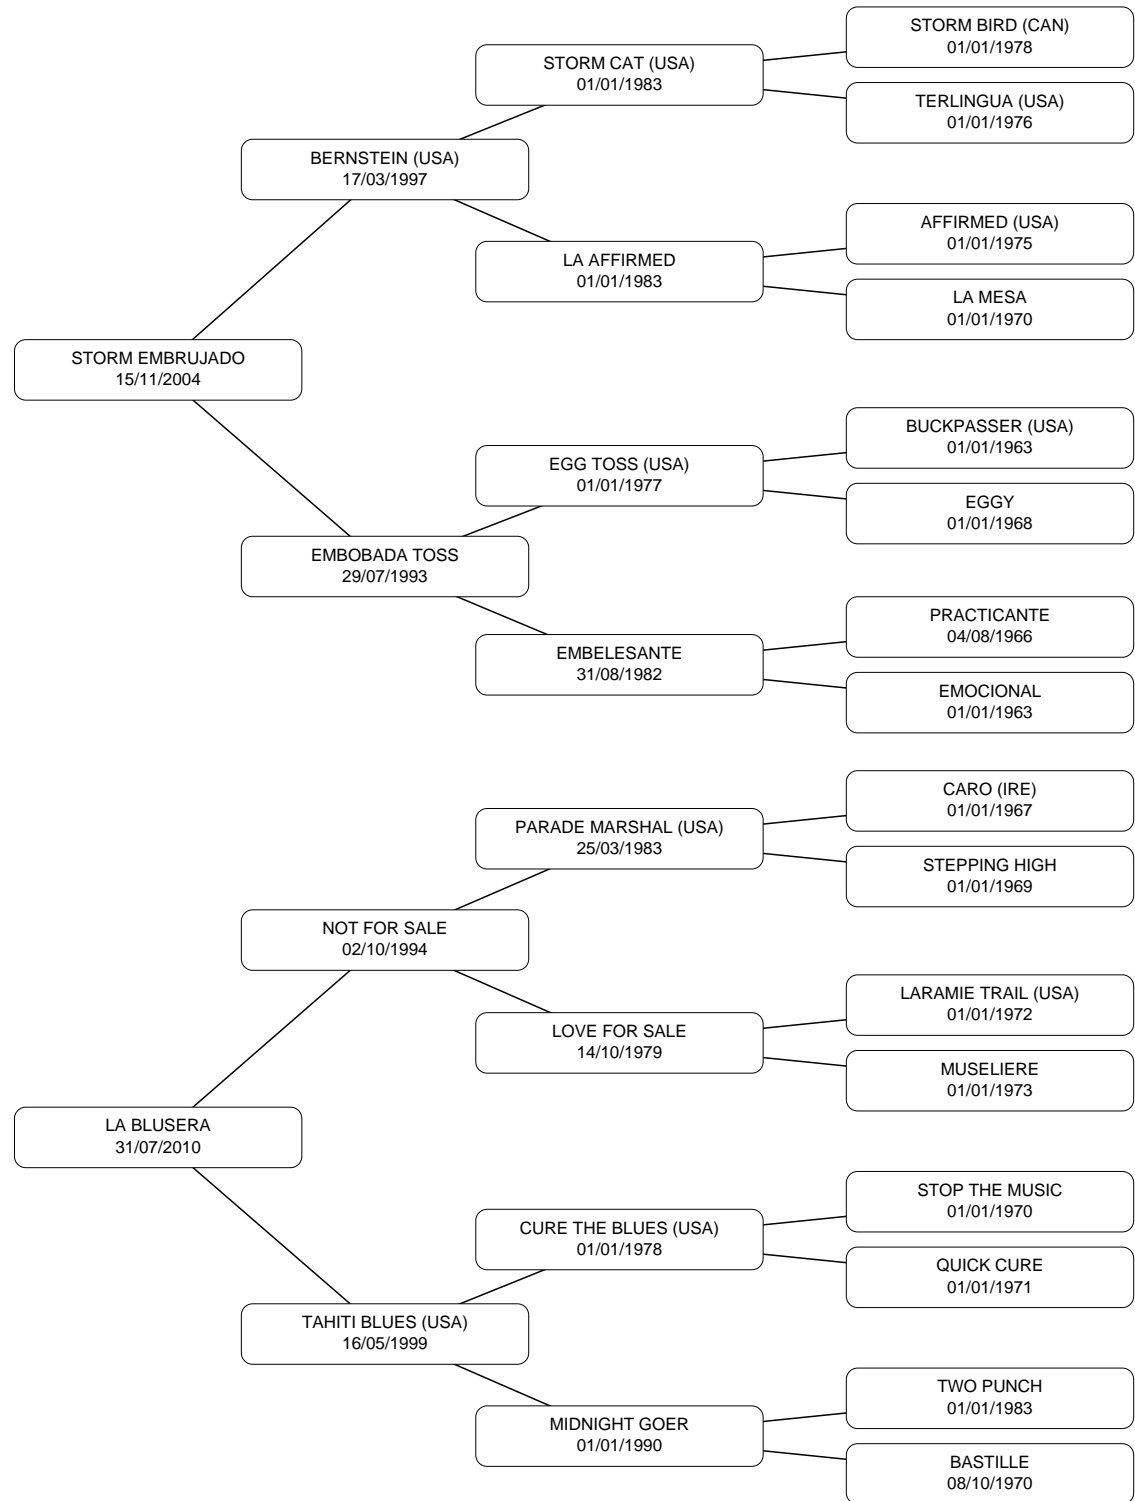 STORM BIRD (CAN)
01/01/1978
STORM CAT (USA)
01/01/1983
TERLINGUA (USA)
01/01/1976
BERNSTEIN (USA)
17/03/1997
AFFIRMED (USA)
01/01/1975
LA AFFIRMED
01/01/1983
LA MESA
01/01/1970
STORM EMBRUJADO
15/11/2004
BUCKPASSER (USA)
01/01/1963
EGG TOSS (USA)
01/01/1977
EGGY
01/01/1968
EMBOBADA TOSS
29/07/1993
PRACTICANTE
04/08/1966
EMBELESANTE
31/08/1982
EMOCIONAL
01/01/1963
CARO (IRE)
01/01/1967
PARADE MARSHAL (USA)
25/03/1983
STEPPING HIGH
01/01/1969
NOT FOR SALE
02/10/1994
LARAMIE TRAIL (USA)
01/01/1972
LOVE FOR SALE
14/10/1979
MUSELIERE
01/01/1973
LA BLUSERA
31/07/2010
STOP THE MUSIC
01/01/1970
CURE THE BLUES (USA)
01/01/1978
QUICK CURE
01/01/1971
TAHITI BLUES (USA)
16/05/1999
TWO PUNCH
01/01/1983
MIDNIGHT GOER
01/01/1990
BASTILLE
08/10/1970